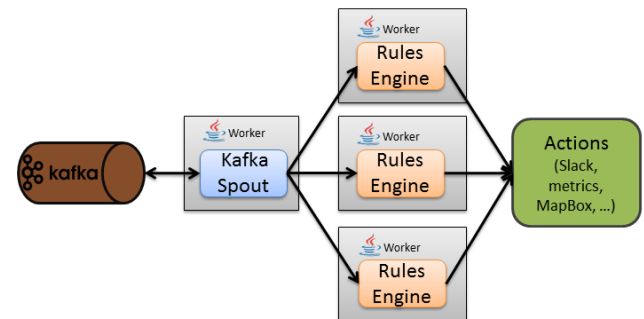 kafka
Worker
Kafka
Spout
Worker
Rules
Engine
Worker
Rules
Engine
Worker
Rules
Engine
Actions
(Slack,
metrics,
MapBox, ...)